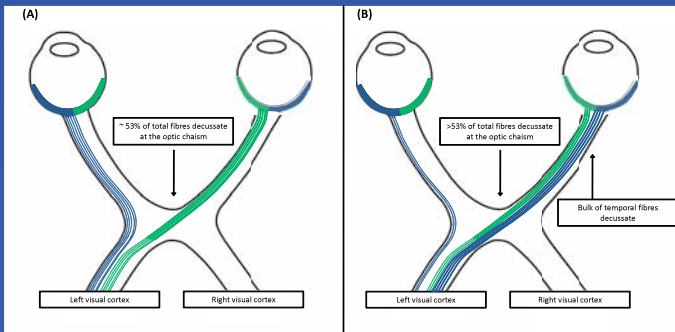 (A)
~ 53% of total fibres decussate
at the optic chaism
Left visual cortex
Right visual cortex
(B)
>53% of total fibres decussate
at the optic chaism
Bulk of temporal fibres
decussate
Left visual cortex
Right visual cortex